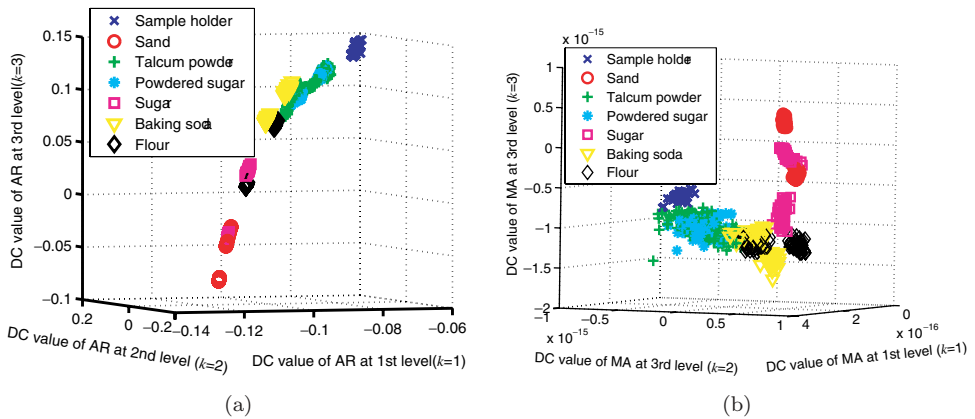 DC value of AR at 3rd level(k=3)
0.15
0.1
0.05
0
−0.05
−0.1
Sample holder
Sand
Talcum powder
Powdered sugar
Sugar
Baking soda
Flour
0.2
0
−0.2
−0.14
−0.12
−0.1
−0.08
−0.06
DC value of AR at 2nd level (k=2)
DC value of AR at 1st level(k=1)
(a)
x 10⁻¹⁵
DC value of MA at 3rd level (k=3)
1
0.5
0
−0.5
−1
−1.5
−2
Sample holder
Sand
Talcum powder
Powdered sugar
Sugar
Baking soda
Flour
−1
−0.5
0
0.5
1
4
2
0
x 10⁻¹⁵
x 10⁻¹⁶
DC value of MA at 3rd level (k=2)
DC value of MA at 1st level (k=1)
(b)